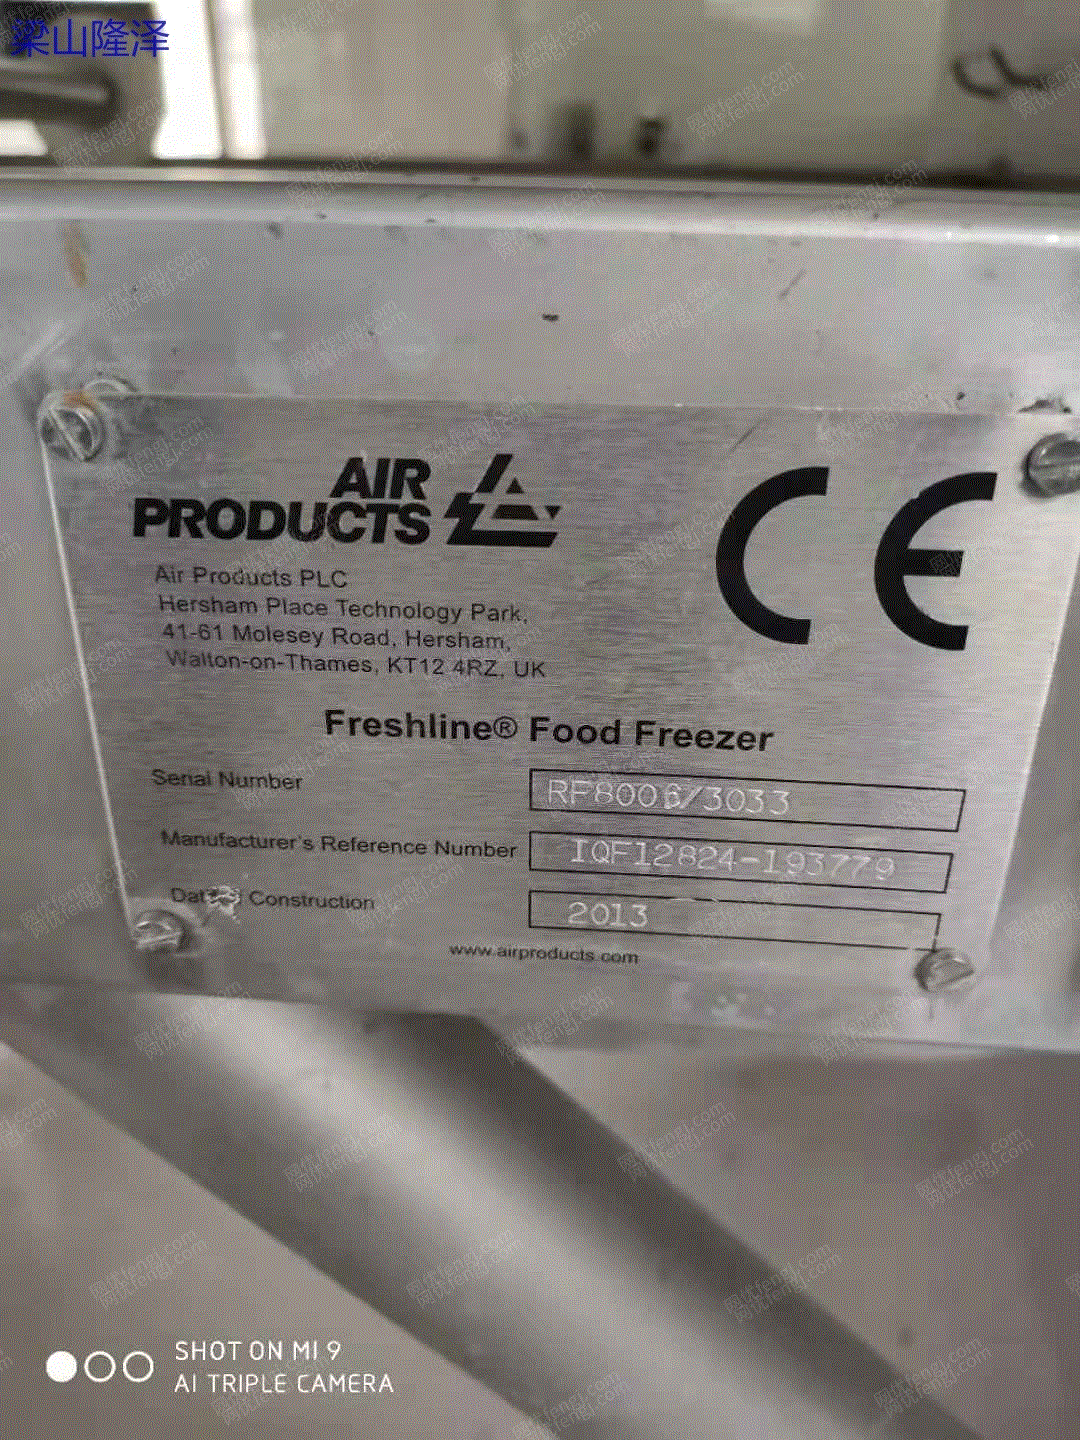 梁山隆泽
AIR
PRODUCTS
CE
Air Products PLC
Hersham Place Technology Park,
41-61 Molesey Road, Hersham,
Walton-on-Thames, KT12 4RZ, UK
Freshline® Food Freezer
Serial Number RF8006/3033
Manufacturer's Reference Number IQF12824-193779
Date Construction 2013
www.airproducts.com
SHOT ON MI 9
AI TRIPLE CAMERA